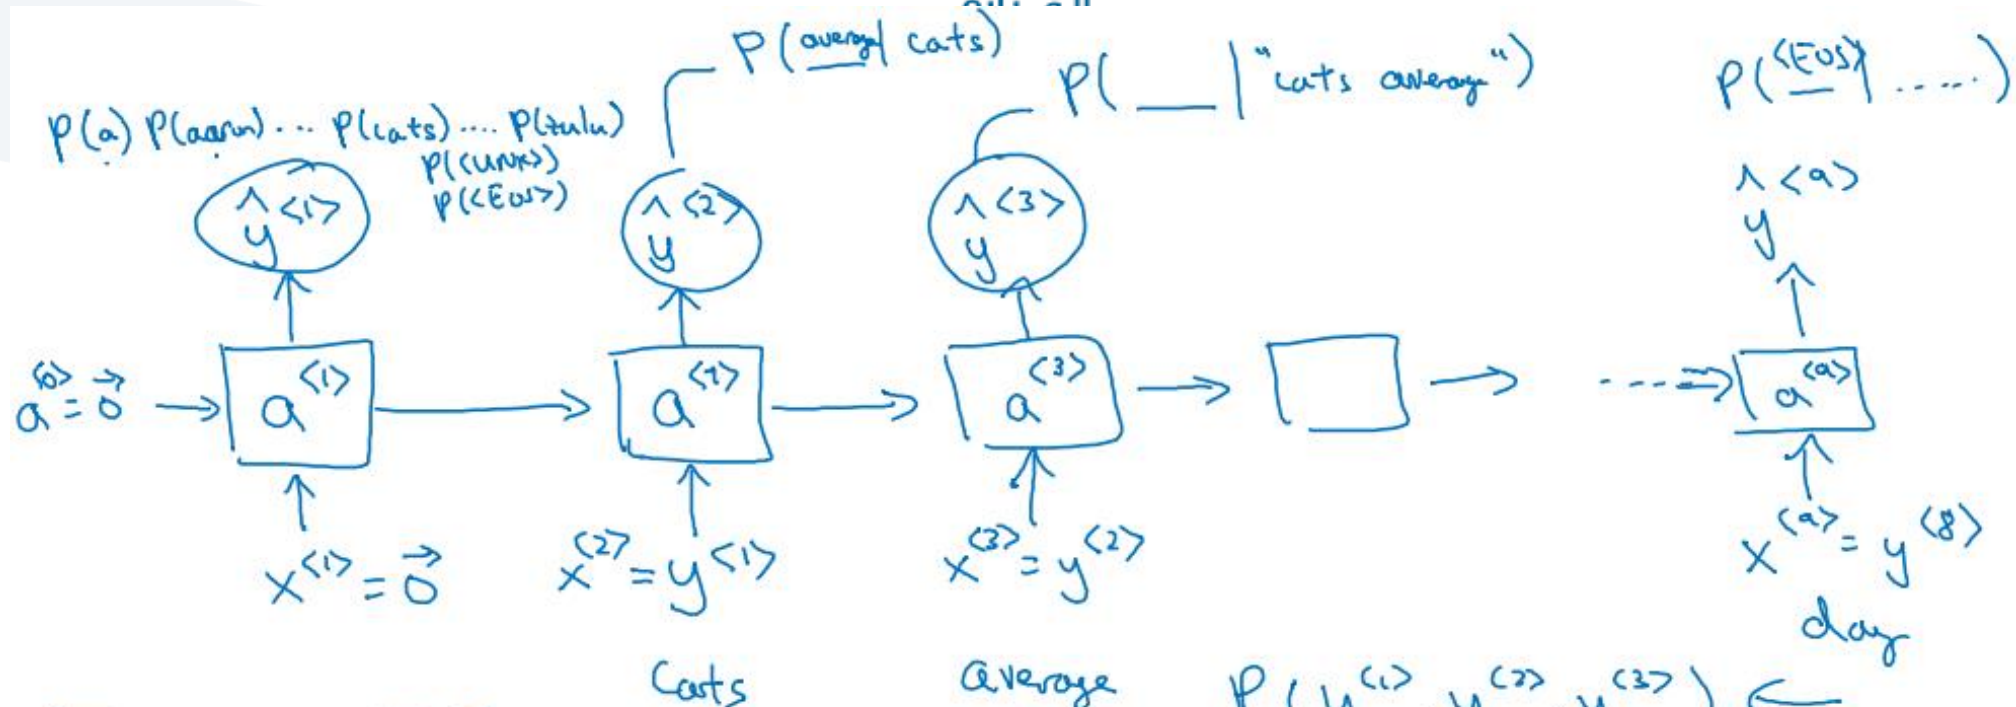 P(average | cats)
P( ___ | "cats average")
P(<EOS> | .....)
P(a) P(aaron) ... P(cats) .... P(zulu)
P(<UNK>)
P(<EOS>)
ŷ<1>
ŷ<2>
ŷ<3>
ŷ<9>
a<0> = 0⃗
a<1>
a<2>
a<3>
a<9>
x<1> = 0⃗
x<2> = y<1>
x<3> = y<2>
x<9> = y<8>
day
Cats
average
P(y<1>, y<2>, y<3>)